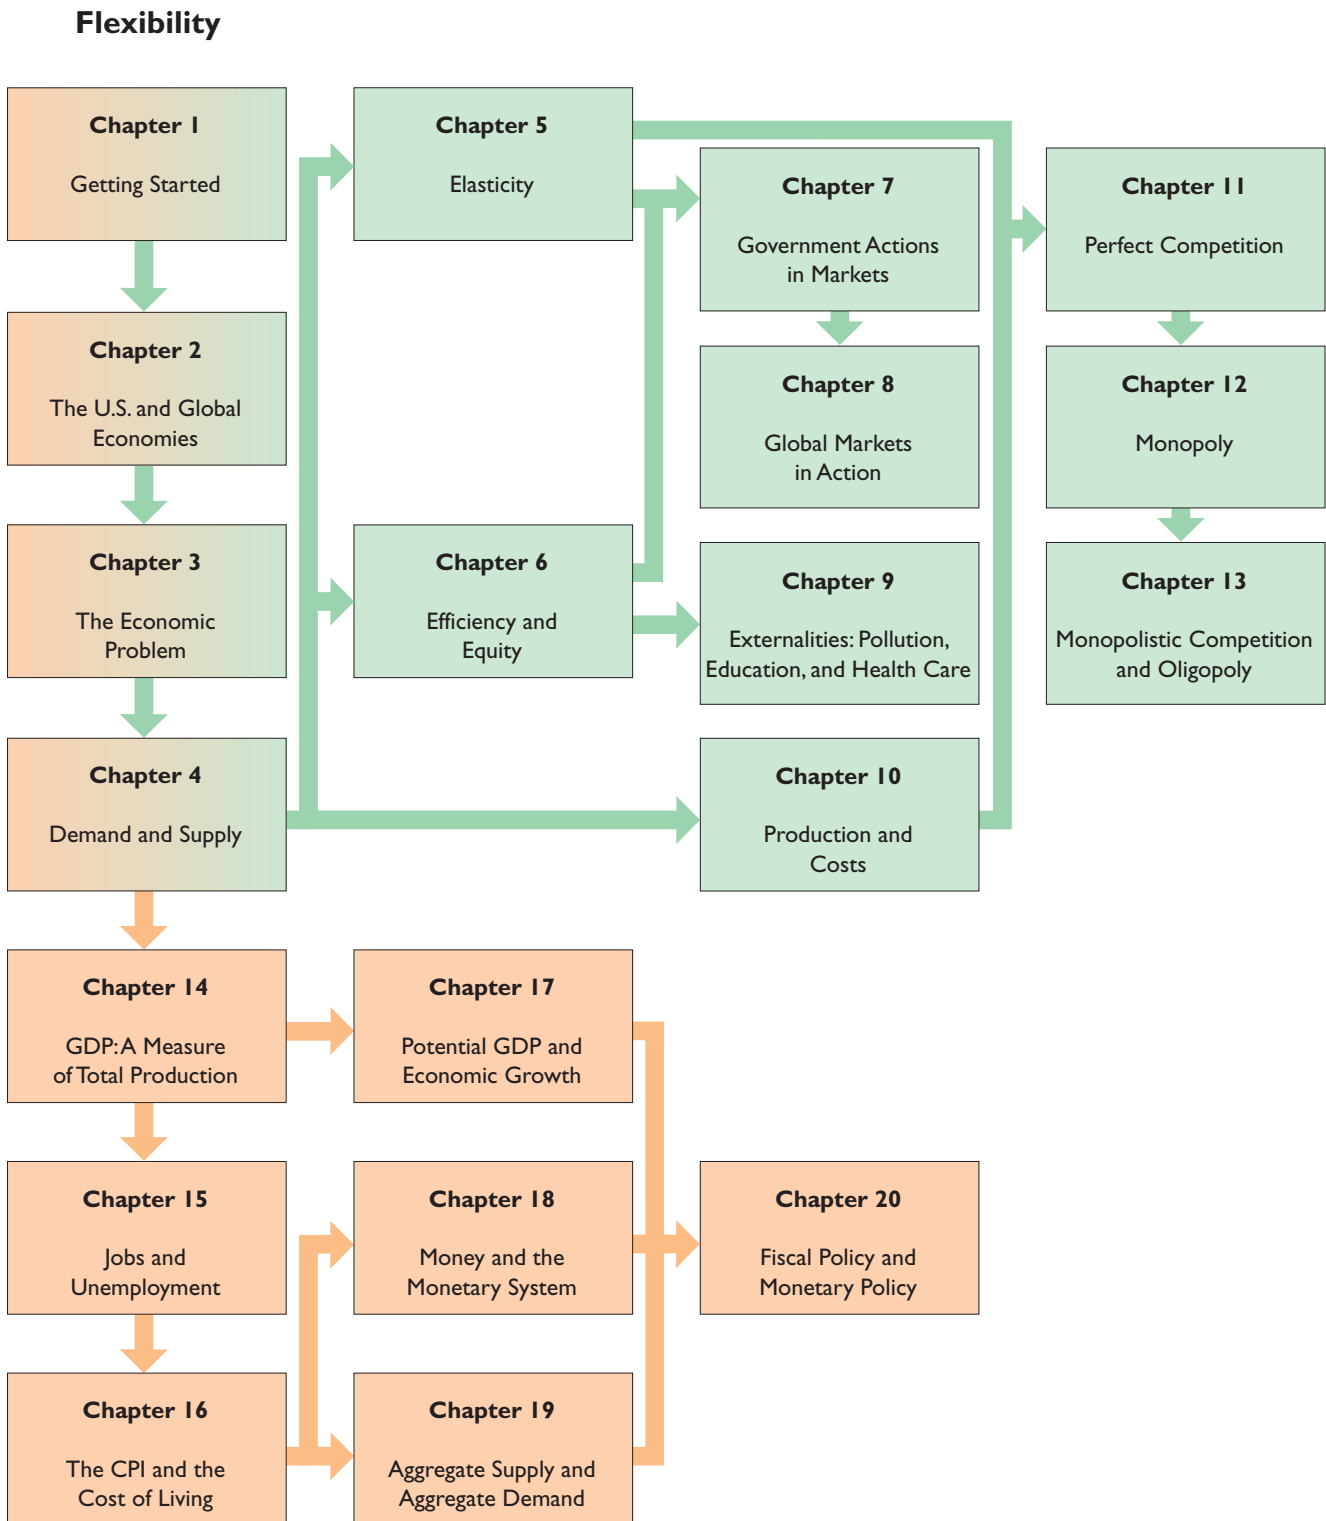 Flexibility
Chapter 1
Getting Started
Chapter 2
The U.S. and Global
Economies
Chapter 3
The Economic
Problem
Chapter 4
Demand and Supply
Chapter 5
Elasticity
Chapter 6
Efficiency and
Equity
Chapter 7
Government Actions
in Markets
Chapter 8
Global Markets
in Action
Chapter 9
Externalities: Pollution,
Education, and Health Care
Chapter 10
Production and
Costs
Chapter 11
Perfect Competition
Chapter 12
Monopoly
Chapter 13
Monopolistic Competition
and Oligopoly
Chapter 14
GDP: A Measure
of Total Production
Chapter 15
Jobs and
Unemployment
Chapter 16
The CPI and the
Cost of Living
Chapter 17
Potential GDP and
Economic Growth
Chapter 18
Money and the
Monetary System
Chapter 19
Aggregate Supply and
Aggregate Demand
Chapter 20
Fiscal Policy and
Monetary Policy